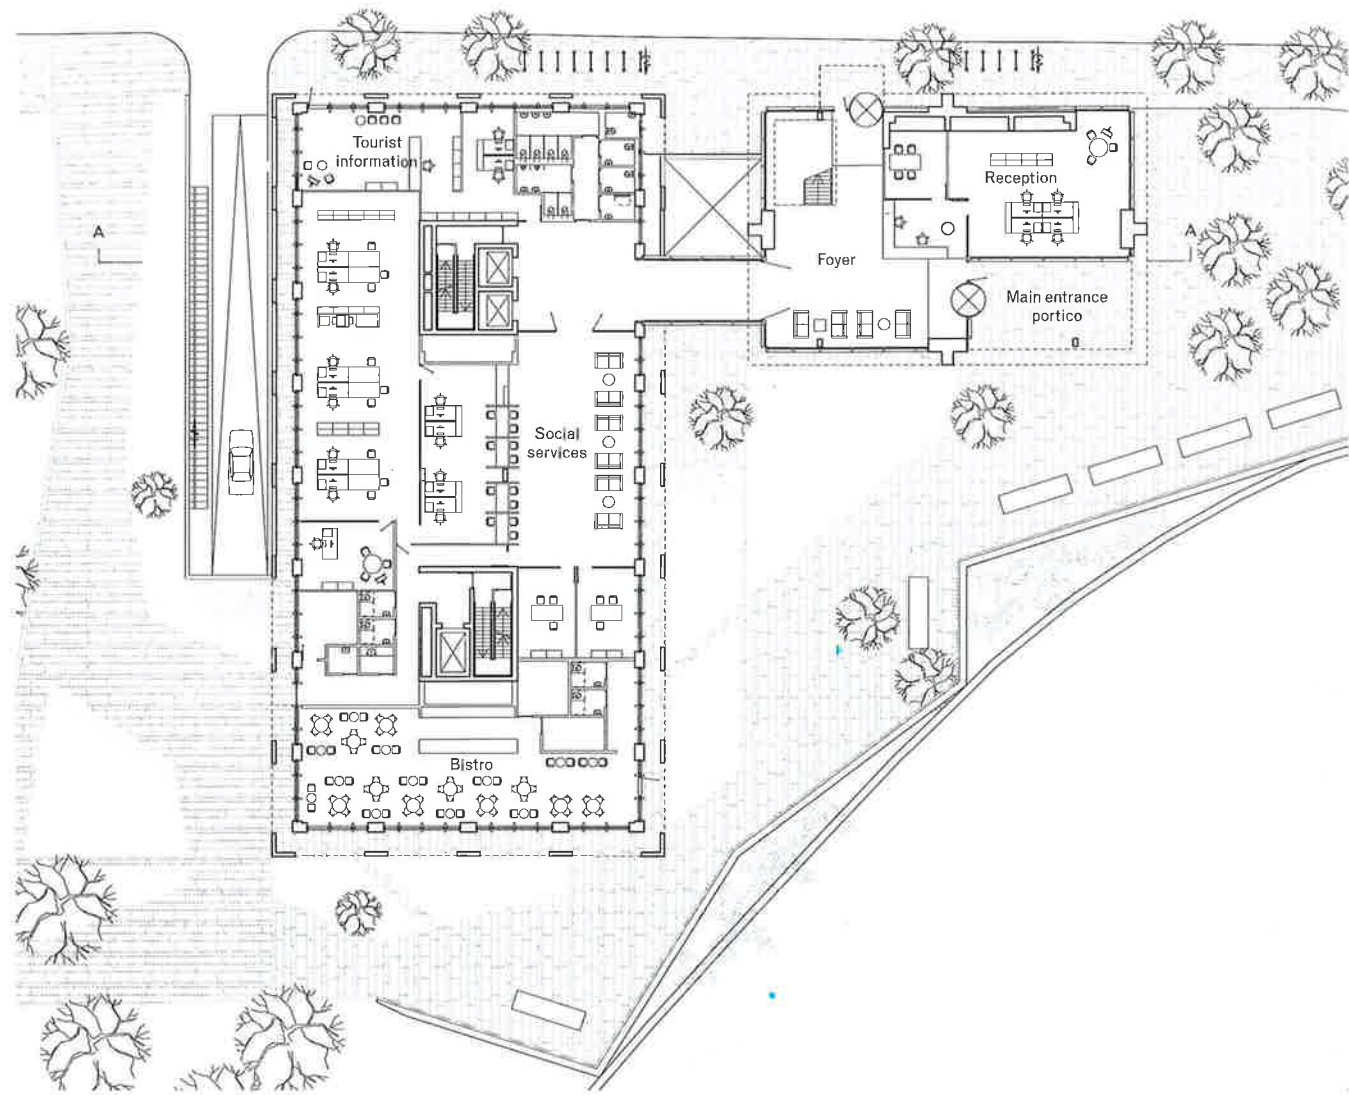 Tourist
information
Reception
A
A
Foyer
Main entrance
portico
Social
services
Bistro